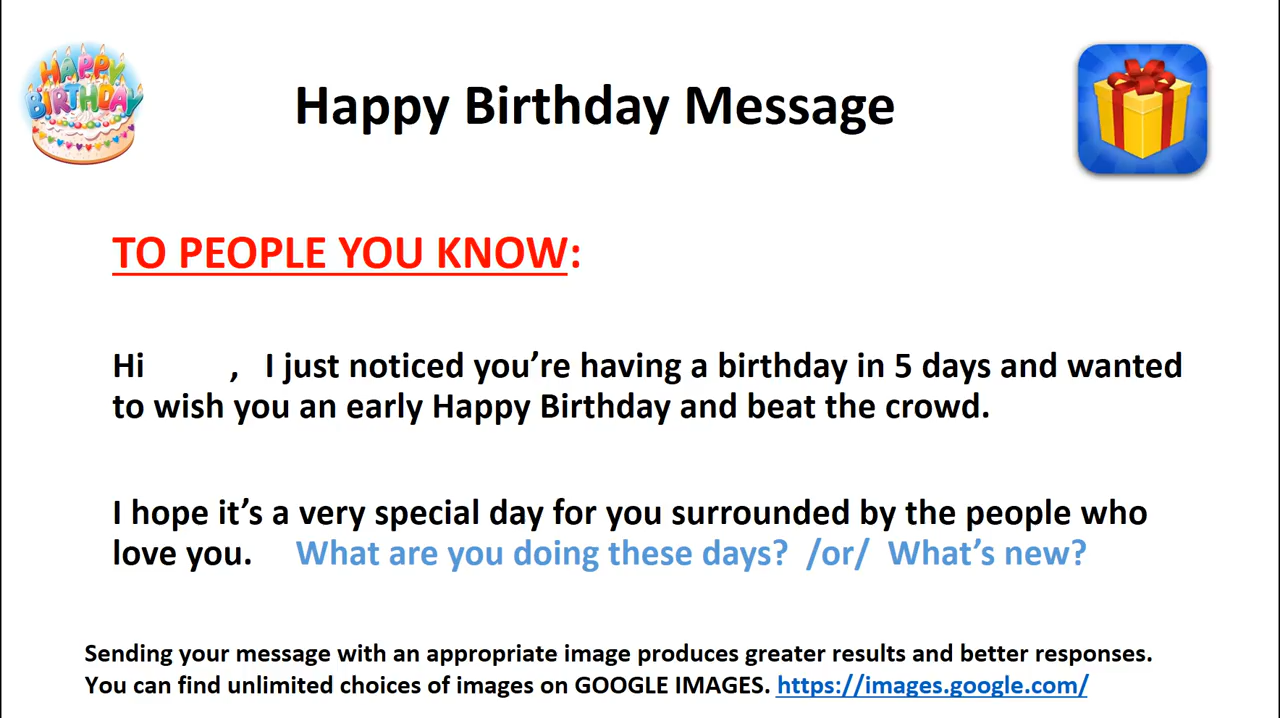 HAPPY
BIRTHDAY
Happy Birthday Message
TO PEOPLE YOU KNOW:
Hi , I just noticed you’re having a birthday in 5 days and wanted
to wish you an early Happy Birthday and beat the crowd.
I hope it’s a very special day for you surrounded by the people who
love you. What are you doing these days? /or/ What’s new?
Sending your message with an appropriate image produces greater results and better responses.
You can find unlimited choices of images on GOOGLE IMAGES. https://images.google.com/